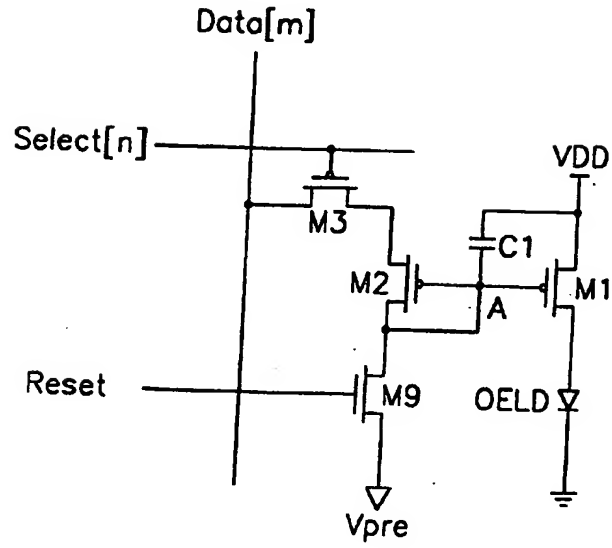 Data[m]
Select[n]
VDD
M3
C1
M2
M1
A
Reset
M9
OELD
Vpre